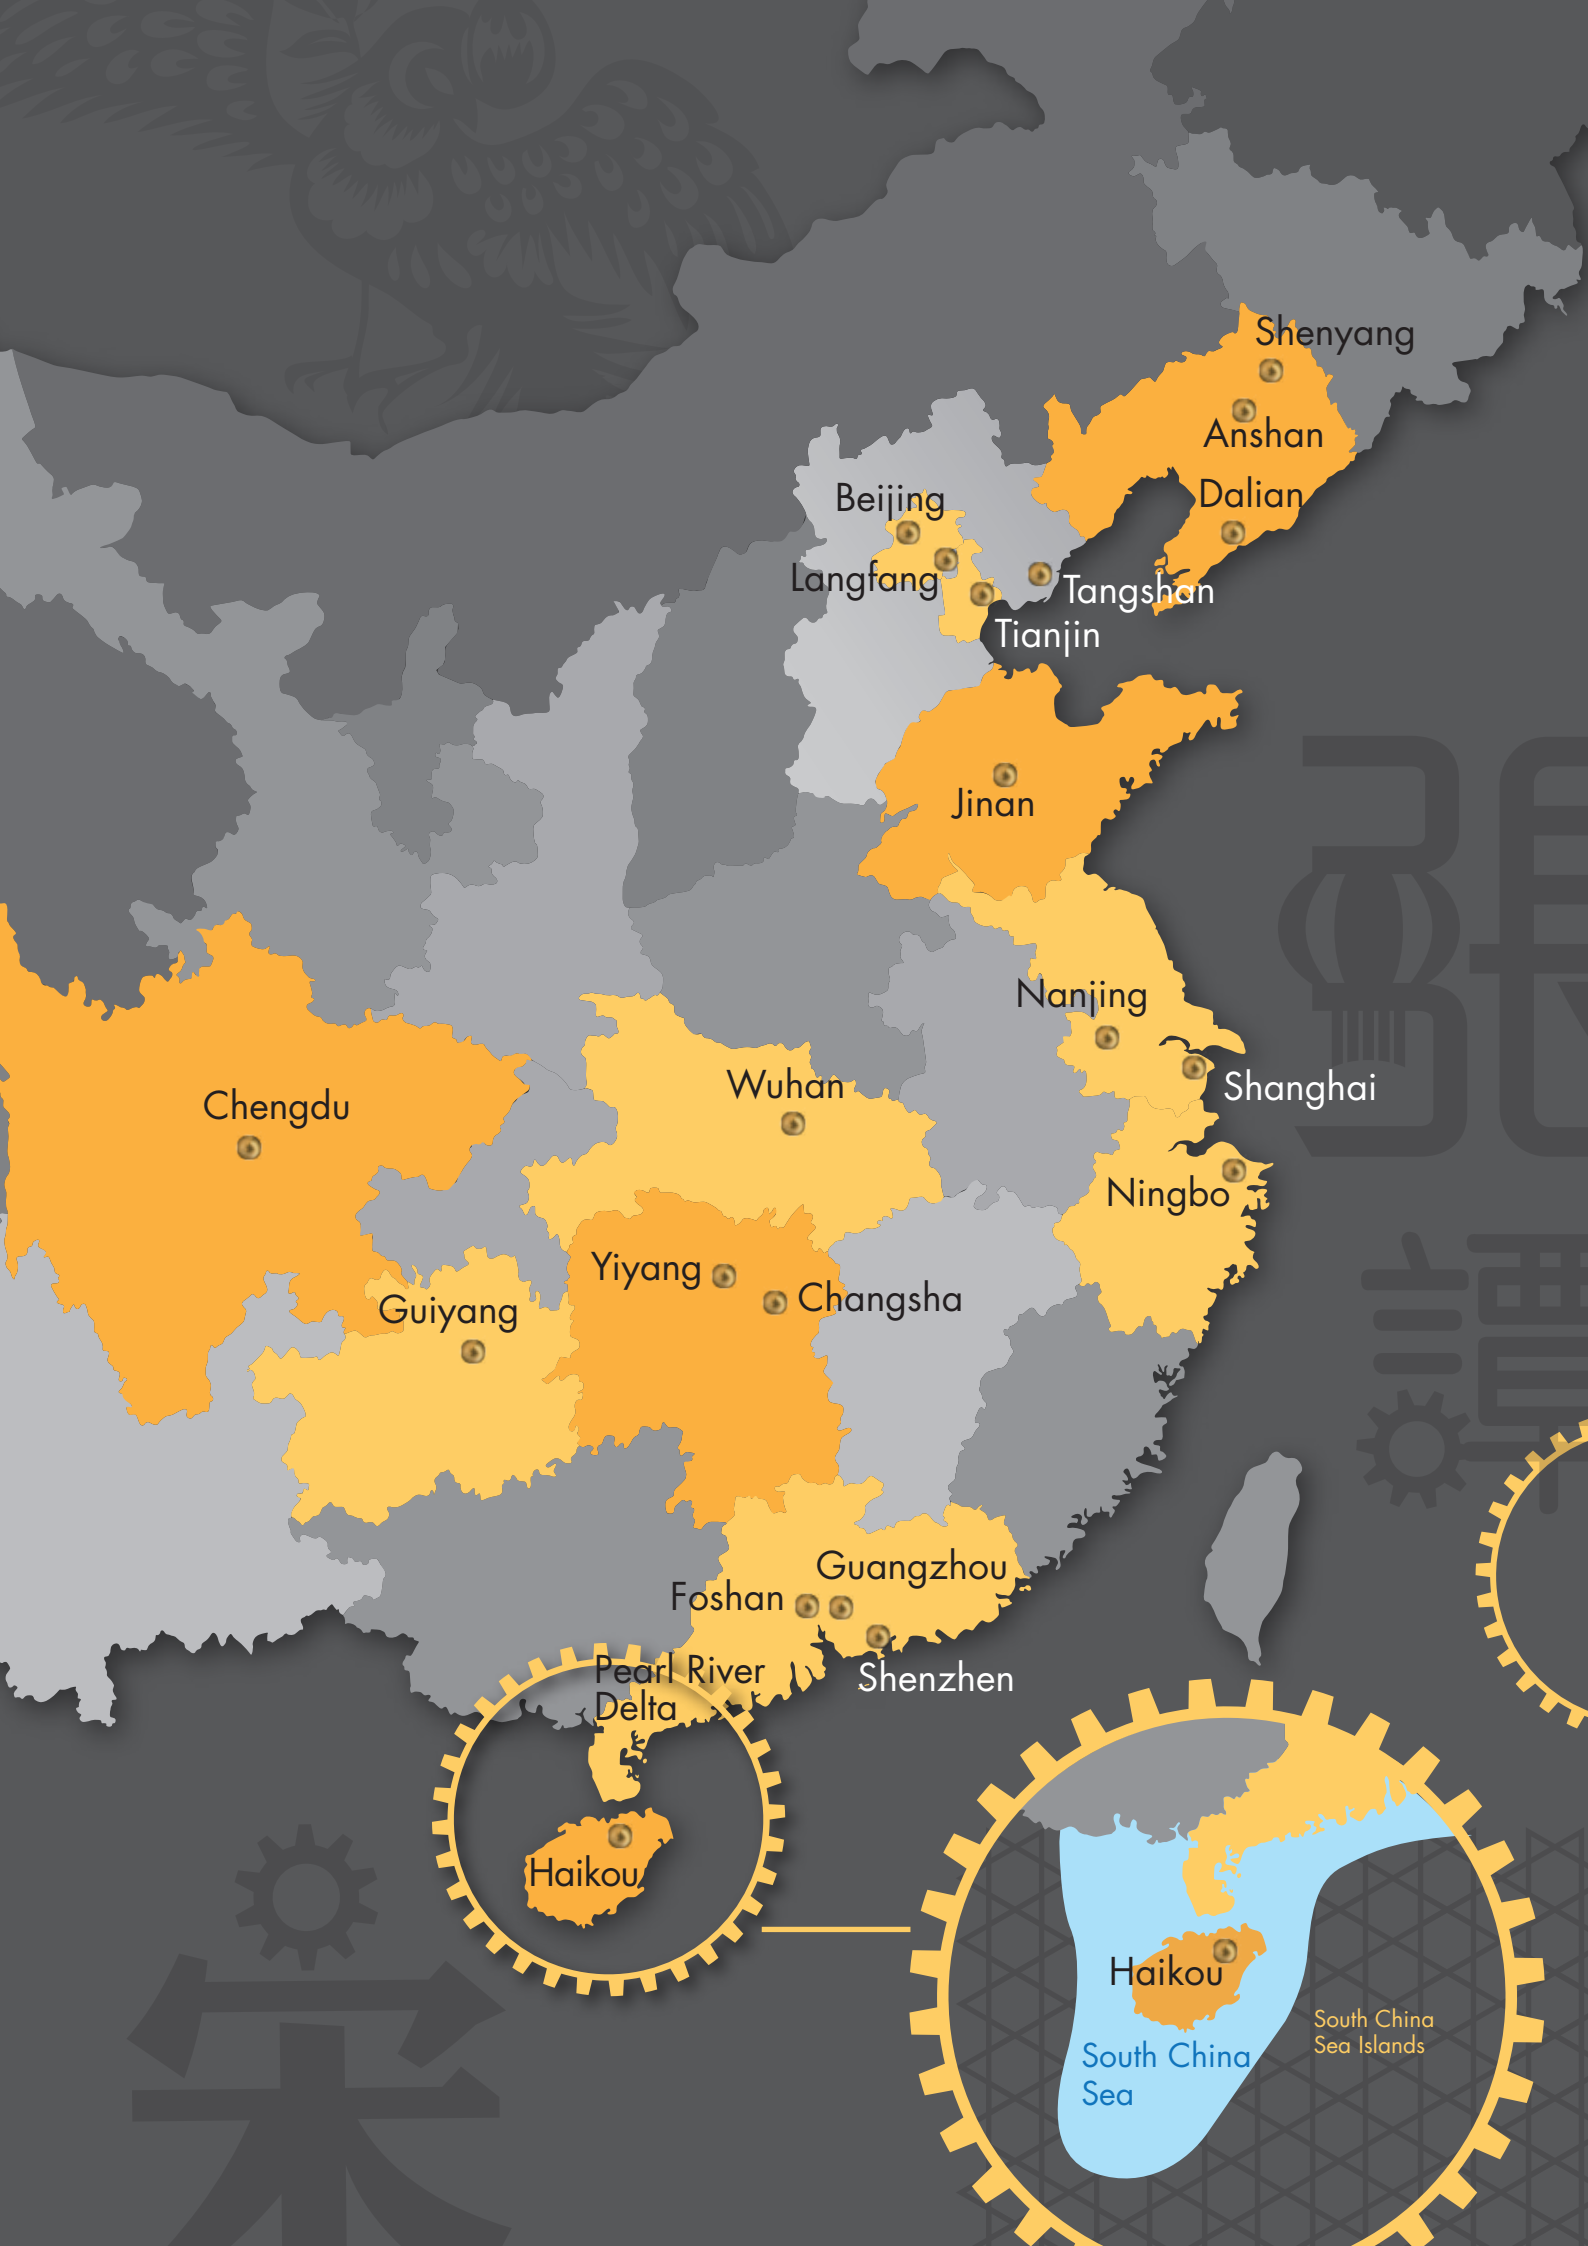 Shenyang
Anshan
Dalian
Beijing
Langfang
Tangshan
Tianjin
Jinan
Nanjing
Shanghai
Wuhan
Chengdu
Ningbo
Yiyang
Changsha
Guiyang
Guangzhou
Foshan
Shenzhen
Pearl River
Delta
Haikou
Haikou
South China
Sea Islands
South China
Sea